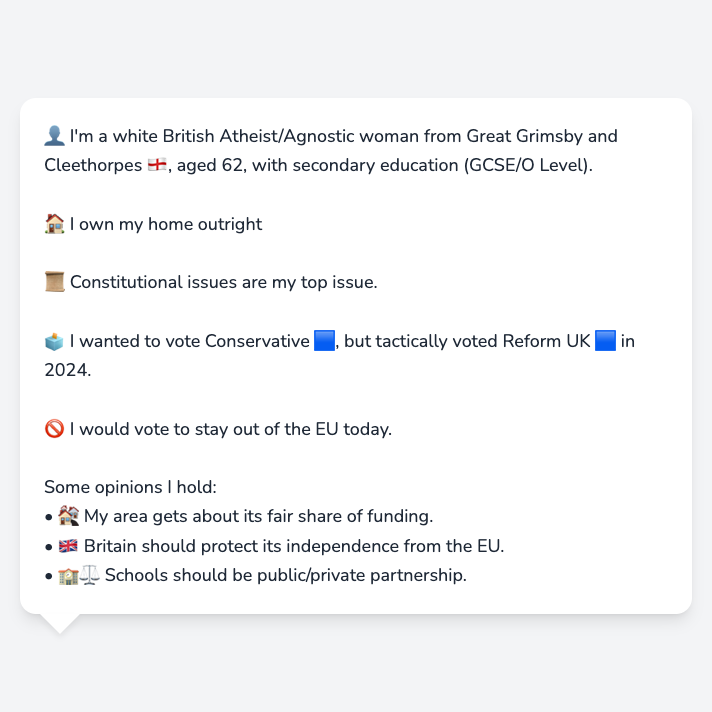 👤 I'm a white British Atheist/Agnostic woman from Great Grimsby and
Cleethorpes 🏴󠁧󠁢󠁥󠁮󠁧󠁿, aged 62, with secondary education (GCSE/O Level).
🏠 I own my home outright
📜 Constitutional issues are my top issue.
🗳️ I wanted to vote Conservative 🟦, but tactically voted Reform UK 🟦 in
2024.
🚫 I would vote to stay out of the EU today.
Some opinions I hold:
• 🏘️ My area gets about its fair share of funding.
• 🇬🇧 Britain should protect its independence from the EU.
• 🏫⚖️ Schools should be public/private partnership.